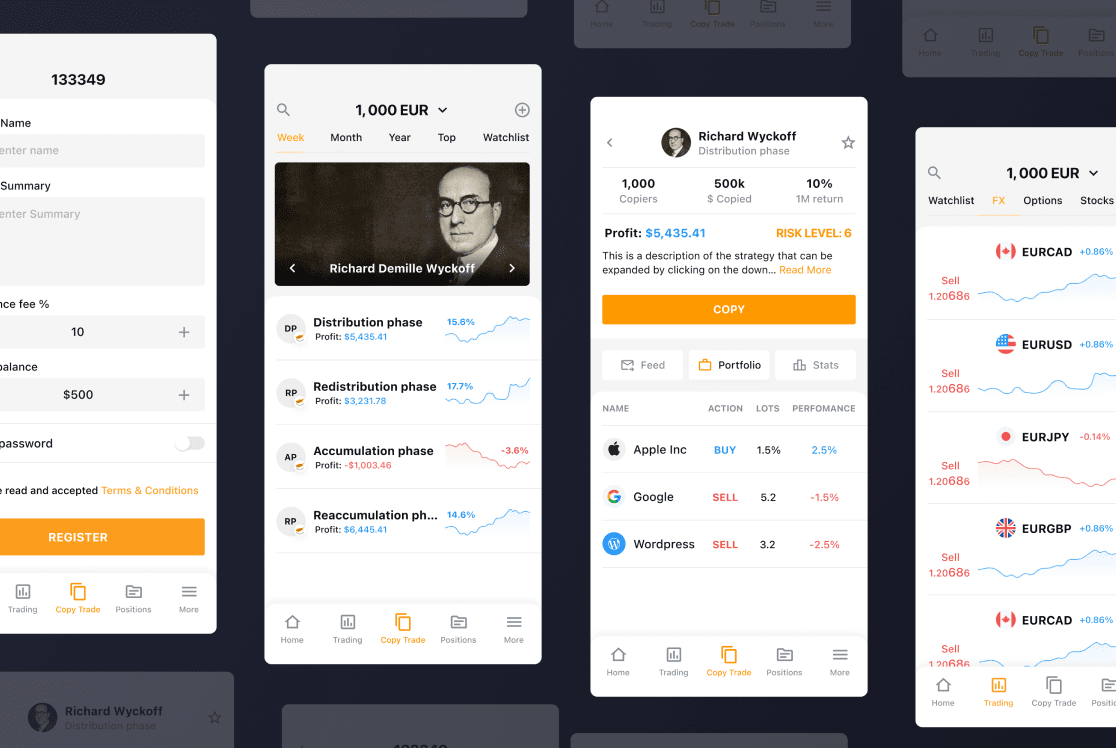 Home
Trading
Copy Trade
Positions
More
Home
Trading
Copy Trade
Positions
133349
Name
enter name
Summary
enter Summary
nce fee %
10
balance
$500
password
e read and accepted Terms & Conditions
REGISTER
Trading
Copy Trade
Positions
More
1,000 EUR
Week
Month
Year
Top
Watchlist
Richard Demille Wyckoff
DP
Distribution phase
15.6%
Profit: $5,435.41
RP
Redistribution phase
17.7%
Profit: $3,231.78
AP
Accumulation phase
-3.6%
Profit: -$1,003.46
RP
Reaccumulation ph...
14.6%
Profit: $6,445.41
Home
Trading
Copy Trade
Positions
More
Richard Wyckoff
Distribution phase
1,000
500k
10%
Copiers
$ Copied
1M return
Profit: $5,435.41
RISK LEVEL: 6
This is a description of the strategy that can be
expanded by clicking on the down... Read More
COPY
Feed
Portfolio
Stats
NAME
ACTION
LOTS
PERFOMANCE
Apple Inc
BUY
1.5%
2.5%
Google
SELL
5.2
-1.5%
Wordpress
SELL
3.2
-2.5%
Home
Trading
Copy Trade
Positions
More
1,000 EUR
Watchlist
FX
Options
Stocks
EURCAD
+0.86%
Sell
1.20686
EURUSD
+0.86%
Sell
1.20686
EURJPY
-0.14%
Sell
1.20686
EURGBP
+0.86%
Sell
1.20686
EURCAD
+0.86%
Sell
1.20686
Home
Trading
Copy Trade
Positio
Richard Wyckoff
Distribution phase
133349